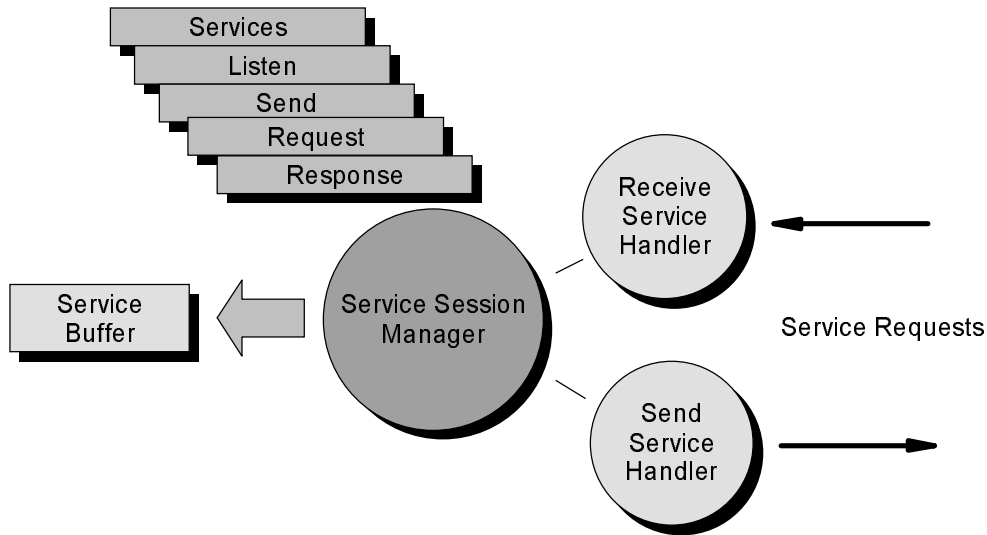 Services
Listen
Send
Request
Response
Receive
Service
Handler
Service Session
Manager
Service
Buffer
Service Requests
Send
Service
Handler